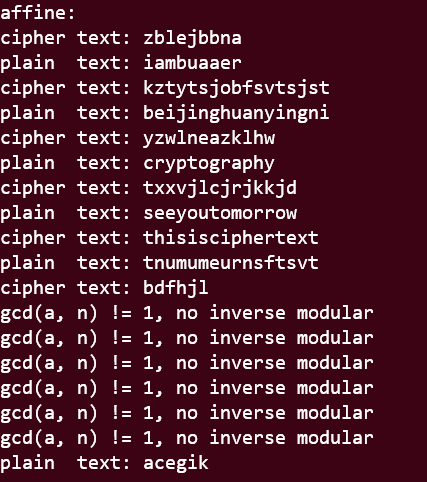 affine:
cipher text: zblejbbna
plain  text: iambuaaer
cipher text: kztytsjobfsvtsjst
plain  text: beijinghuanyingni
cipher text: yzwlneazklhw
plain  text: cryptography
cipher text: txxvjlcjrjkkjd
plain  text: seeyoutomorrow
cipher text: thisisciphertext
plain  text: tnumumeurnsftsvt
cipher text: bdfhjl
gcd(a, n) != 1, no inverse modular
gcd(a, n) != 1, no inverse modular
gcd(a, n) != 1, no inverse modular
gcd(a, n) != 1, no inverse modular
gcd(a, n) != 1, no inverse modular
gcd(a, n) != 1, no inverse modular
plain  text: acegik